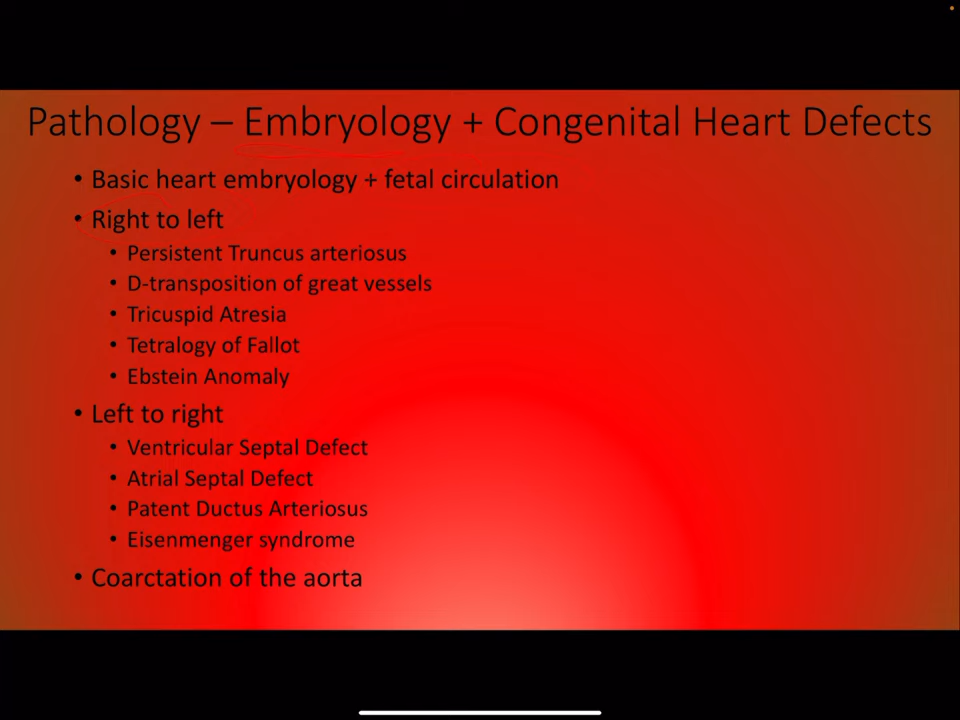 Pathology – Embryology + Congenital Heart Defects
• Basic heart embryology + fetal circulation
• Right to left
• Persistent Truncus arteriosus
• D-transposition of great vessels
• Tricuspid Atresia
• Tetralogy of Fallot
• Ebstein Anomaly
• Left to right
• Ventricular Septal Defect
• Atrial Septal Defect
• Patent Ductus Arteriosus
• Eisenmenger syndrome
• Coarctation of the aorta